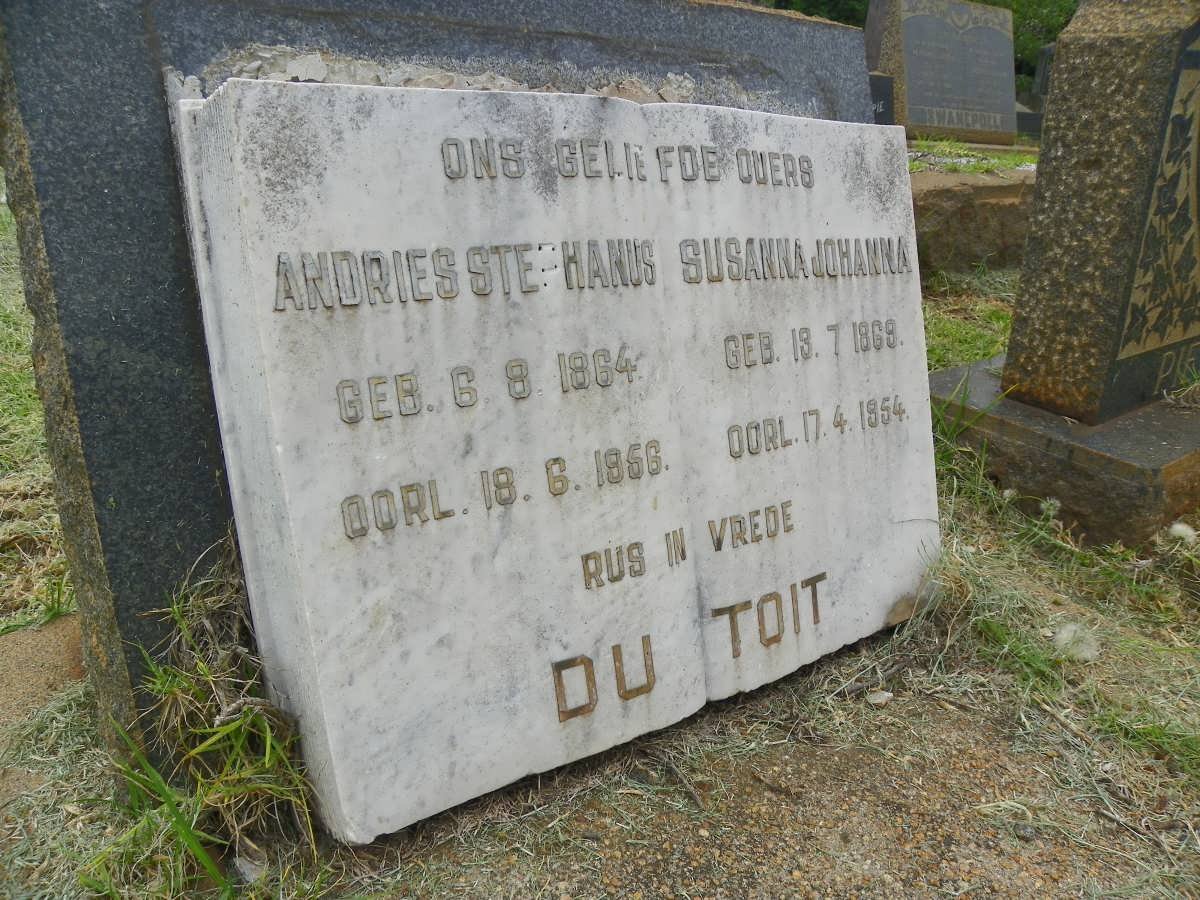 ONS GELIEFDE OUERS
ANDRIES STEPHANUS
GEB. 6 8 1864
OORL. 18. 6. 1956.
SUSANNA JOHANNA
GEB. 13. 7 1869.
OORL. 17. 4. 1954.
RUS IN VREDE
DU TOIT
SWANEPOEL